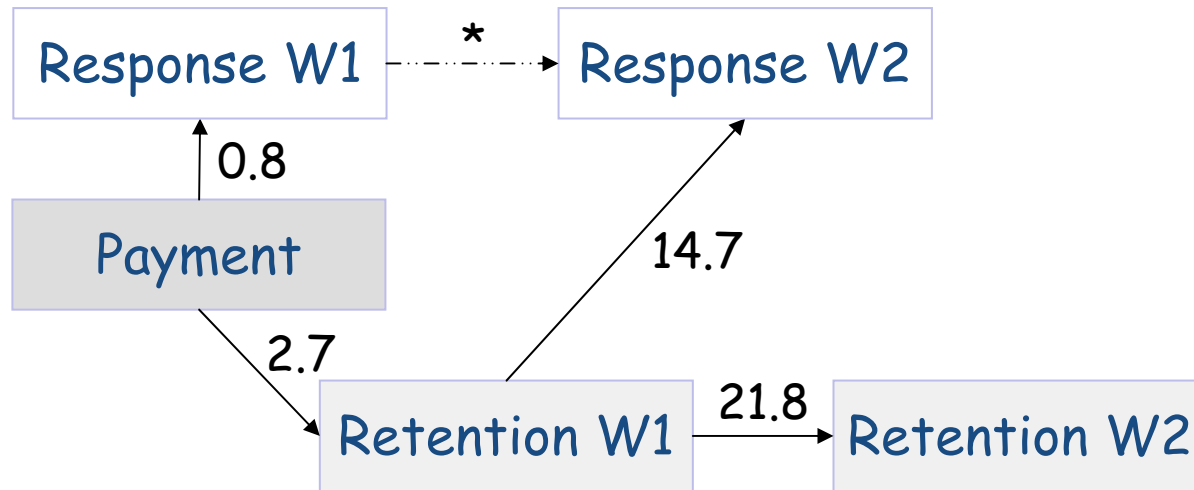 *
Response W1
Response W2
0.8
Payment
14.7
2.7
21.8
Retention W1
Retention W2